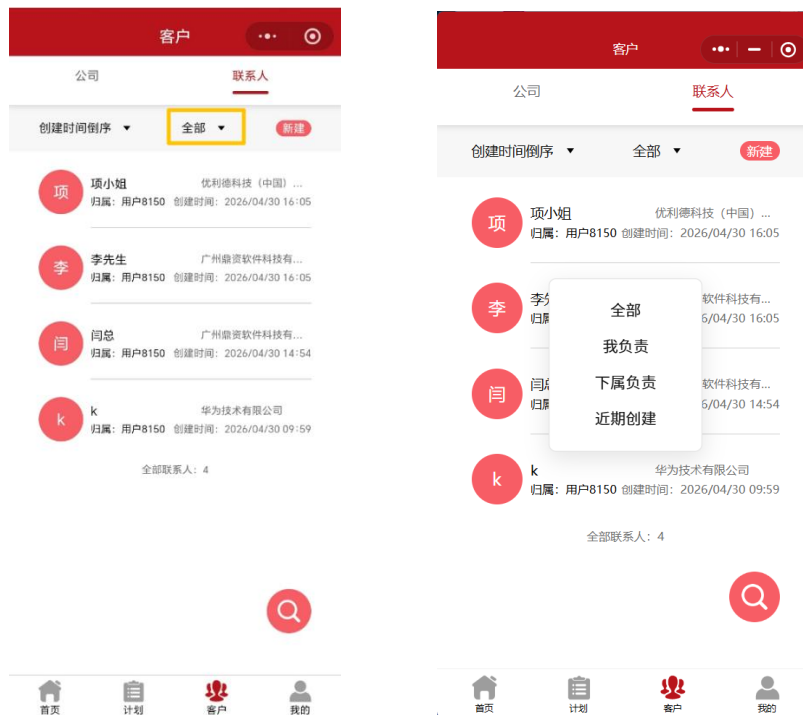 客户
公司 联系人
创建时间倒序 ▼ 全部 ▼ 新建
项 项小姐 优利德科技（中国）...
归属：用户8150 创建时间：2026/04/30 16:05
李 李先生 广州鼎资软件科技有...
归属：用户8150 创建时间：2026/04/30 16:05
闫 闫总 广州鼎资软件科技有...
归属：用户8150 创建时间：2026/04/30 14:54
k k 华为技术有限公司
归属：用户8150 创建时间：2026/04/30 09:59
全部联系人：4
首页 计划 客户 我的
客户
公司 联系人
创建时间倒序 ▼ 全部 ▼ 新建
项 项小姐 优利德科技（中国）...
归属：用户8150 创建时间：2026/04/30 16:05
李 李 软件科技有...
归属 6/04/30 16:05
全部
我负责
下属负责
近期创建
闫 闫 软件科技有...
归属 6/04/30 14:54
k k 华为技术有限公司
归属：用户8150 创建时间：2026/04/30 09:59
全部联系人：4
首页 计划 客户 我的